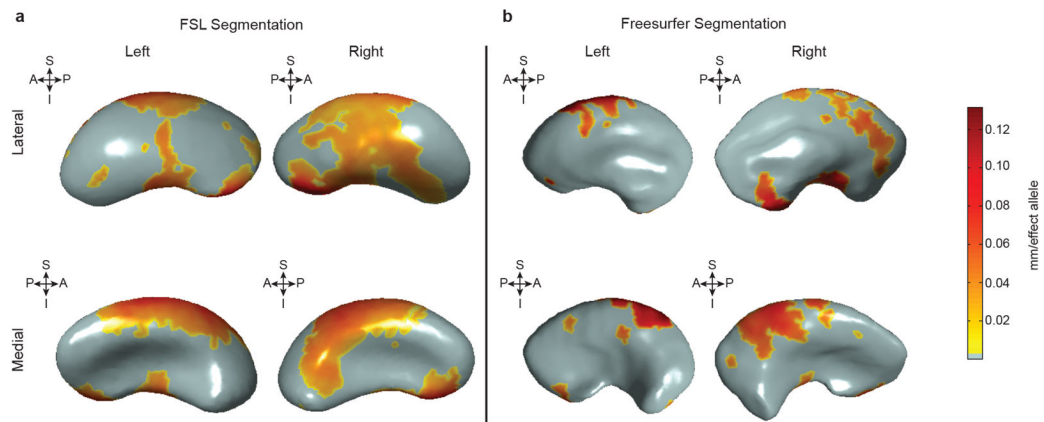 a
FSL Segmentation
b
Freesurfer Segmentation
Left
Right
Left
Right
S
A P
I
S
P A
I
S
A P
I
S
P A
I
Lateral
0.12
0.10
0.08
0.06
0.04
0.02
mm/effect allele
S
P A
I
S
A P
I
S
P A
I
S
A P
I
Medial